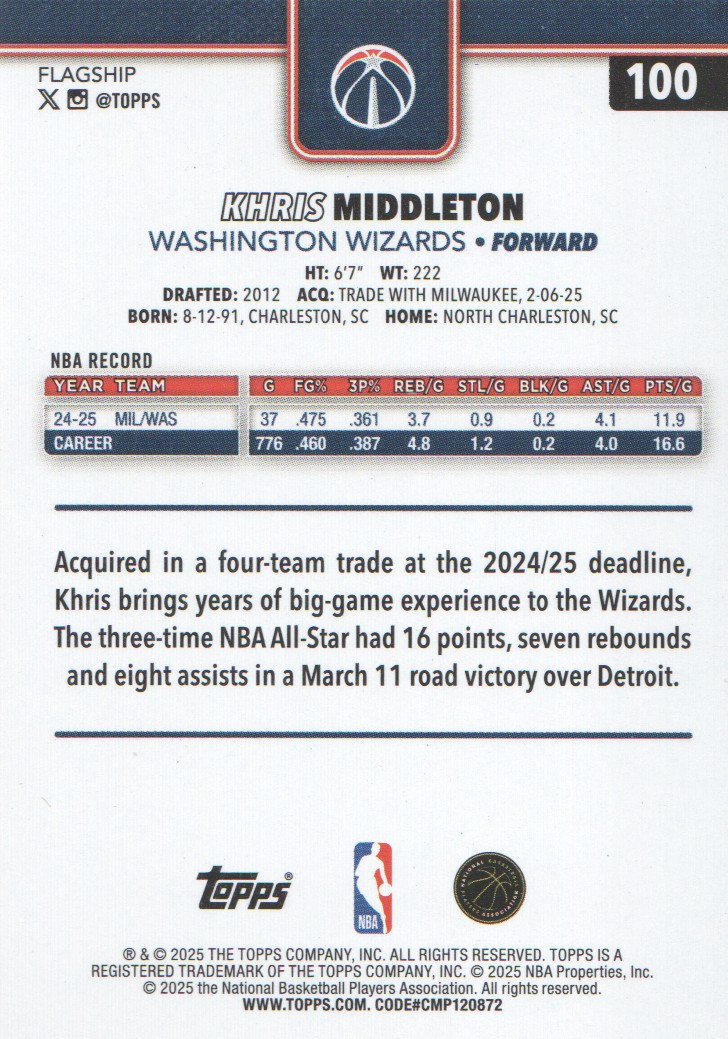 FLAGSHIP
100
X @TOPPS
KHRIS MIDDLETON
WASHINGTON WIZARDS • FORWARD
HT: 6'7" WT: 222
DRAFTED: 2012 ACQ: TRADE WITH MILWAUKEE, 2-06-25
BORN: 8-12-91, CHARLESTON, SC HOME: NORTH CHARLESTON, SC
NBA RECORD
YEAR TEAM G FG% 3P% REB/G STL/G BLK/G AST/G PTS/G
24-25 MIL/WAS 37 .475 .361 3.7 0.9 0.2 4.1 11.9
CAREER 776 .460 .387 4.8 1.2 0.2 4.0 16.6
Acquired in a four-team trade at the 2024/25 deadline,
Khris brings years of big-game experience to the Wizards.
The three-time NBA All-Star had 16 points, seven rebounds
and eight assists in a March 11 road victory over Detroit.
Topps®
NBA
NATIONAL BASKETBALL
PLAYERS ASSOCIATION
® & © 2025 THE TOPPS COMPANY, INC. ALL RIGHTS RESERVED. TOPPS IS A
REGISTERED TRADEMARK OF THE TOPPS COMPANY, INC. © 2025 NBA Properties, Inc.
© 2025 the National Basketball Players Association. All rights reserved.
WWW.TOPPS.COM. CODE#CMP120872